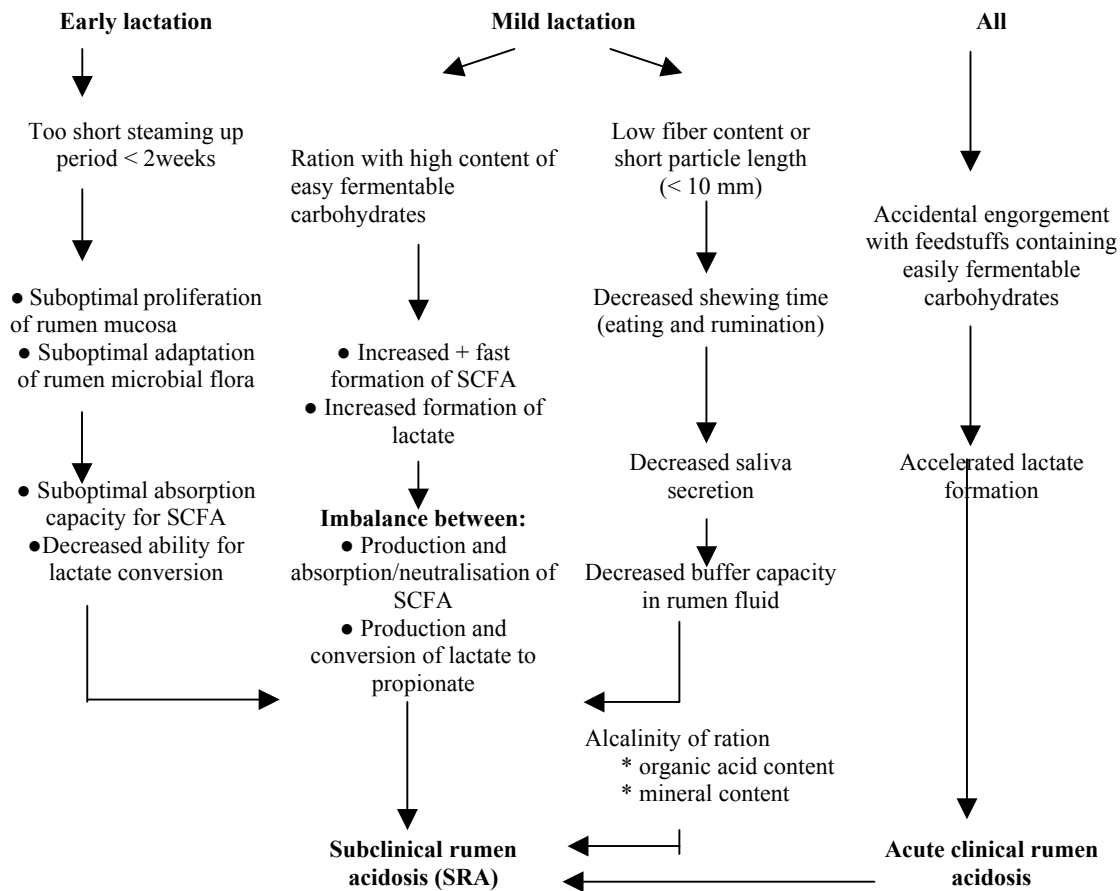 Early lactation
Mild lactation
All
Too short steaming up
period < 2weeks
● Suboptimal proliferation
of rumen mucosa
● Suboptimal adaptation
of rumen microbial flora
● Suboptimal absorption
capacity for SCFA
●Decreased ability for
lactate conversion
Ration with high content of
easy fermentable
carbohydrates
● Increased + fast
formation of SCFA
● Increased formation of
lactate
Imbalance between:
● Production and
absorption/neutralisation of
SCFA
● Production and
conversion of lactate to
propionate
Low fiber content or
short particle length
(< 10 mm)
Decreased shewing time
(eating and rumination)
Decreased saliva
secretion
Decreased buffer capacity
in rumen fluid
Alcalinity of ration
* organic acid content
* mineral content
Accidental engorgement
with feedstuffs containing
easily fermentable
carbohydrates
Accelerated lactate
formation
Subclinical rumen
acidosis (SRA)
Acute clinical rumen
acidosis